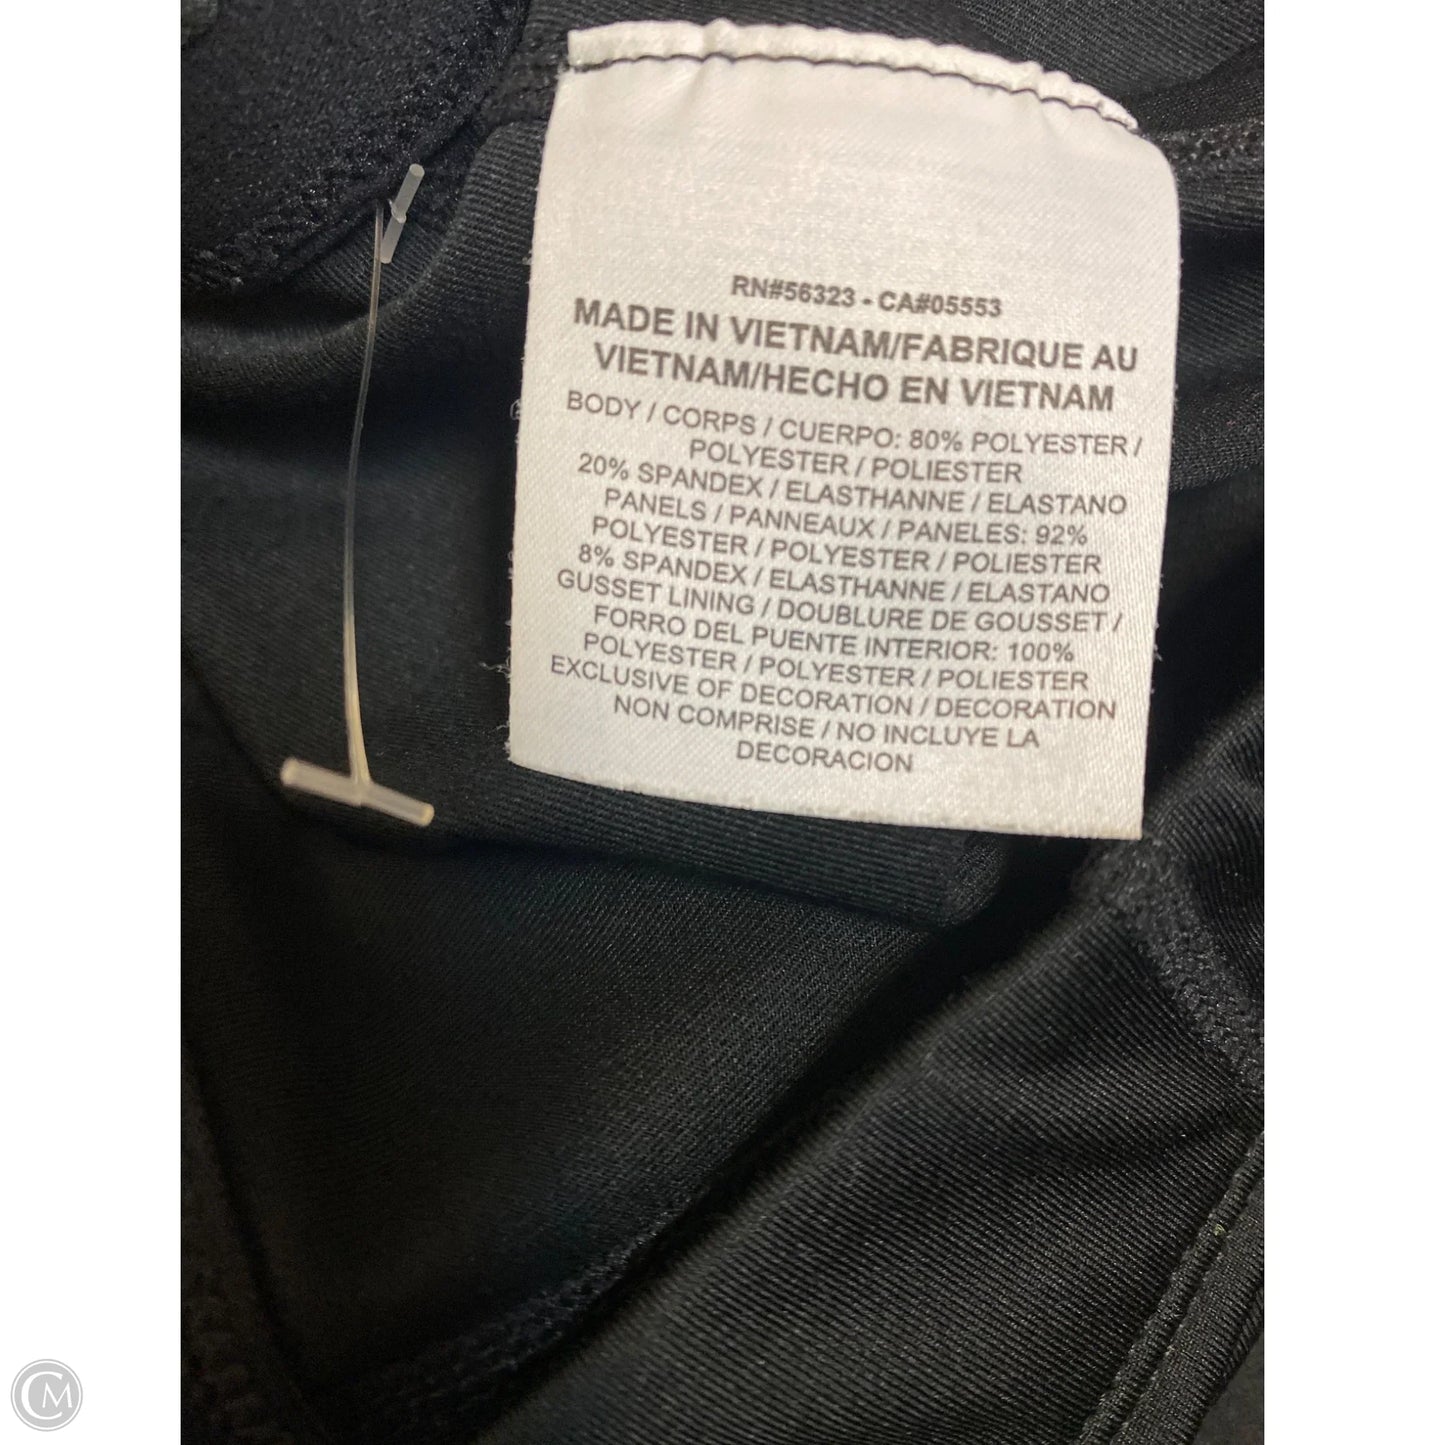 RN#56323 - CA#05553
MADE IN VIETNAM/FABRIQUE AU
VIETNAM/HECHO EN VIETNAM
BODY / CORPS / CUERPO: 80% POLYESTER /
POLYESTER / POLIESTER
20% SPANDEX / ELASTHANNE / ELASTANO
PANELS / PANNEAUX / PANELES: 92%
POLYESTER / POLYESTER / POLIESTER
8% SPANDEX / ELASTHANNE / ELASTANO
GUSSET LINING / DOUBLURE DE GOUSSET /
FORRO DEL PUENTE INTERIOR: 100%
POLYESTER / POLYESTER / POLIESTER
EXCLUSIVE OF DECORATION / DECORATION
NON COMPRISE / NO INCLUYE LA
DECORACION
CM